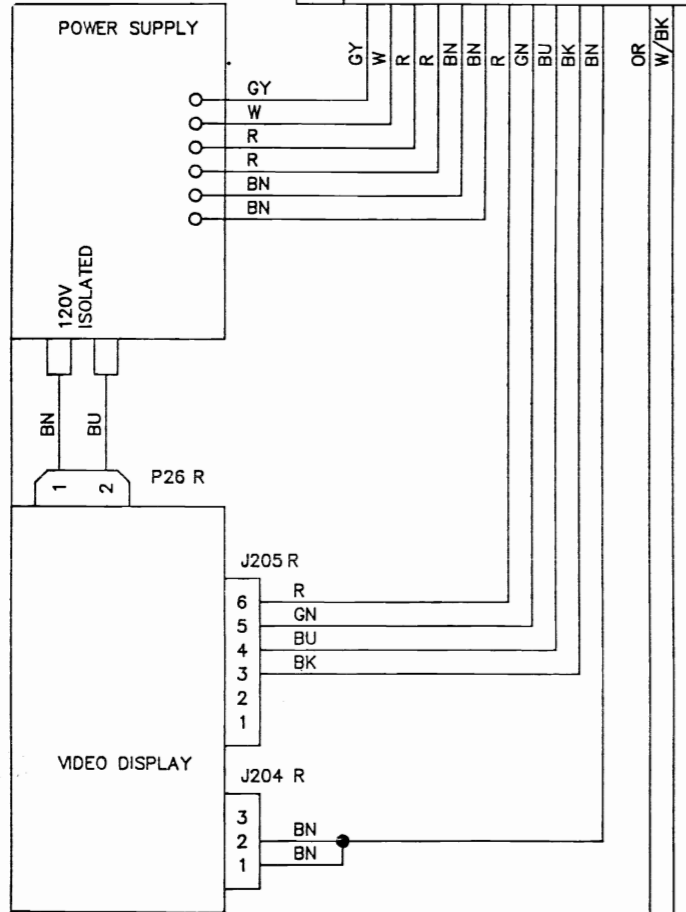 POWER SUPPLY
GY W R R BN BN R GN BU BK BN OR W/BK
GY
W
R
R
BN
BN
120V
ISOLATED
BN BU
P26 R
1 2
J205 R
6 R
5 GN
4 BU
3 BK
2
1
VIDEO DISPLAY
J204 R
3
2 BN
1 BN